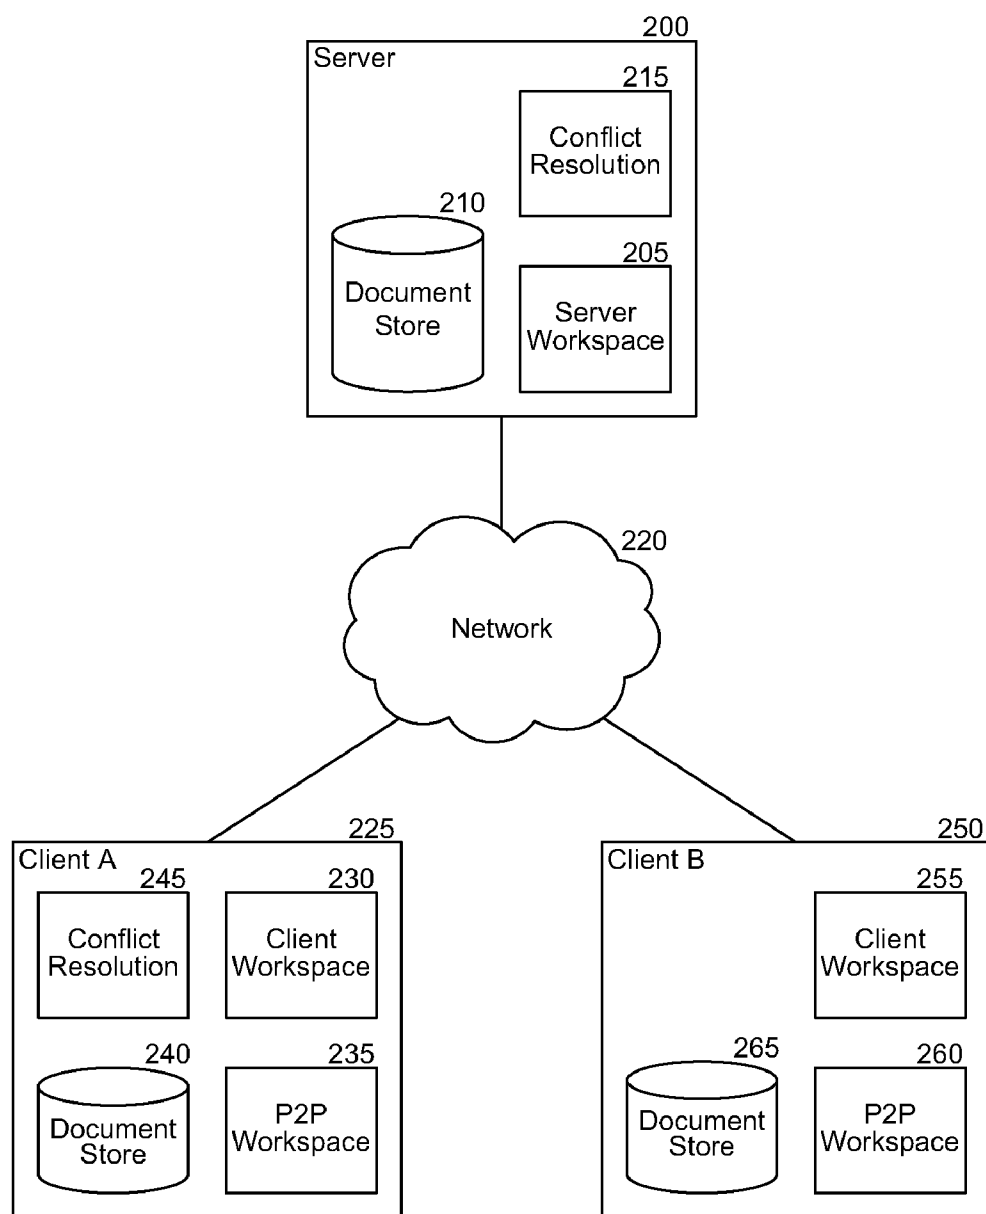 200
Server
215
Conflict
Resolution
210
Document
Store
205
Server
Workspace
220
Network
225
Client A
245
Conflict
Resolution
230
Client
Workspace
240
Document
Store
235
P2P
Workspace
250
Client B
255
Client
Workspace
265
Document
Store
260
P2P
Workspace